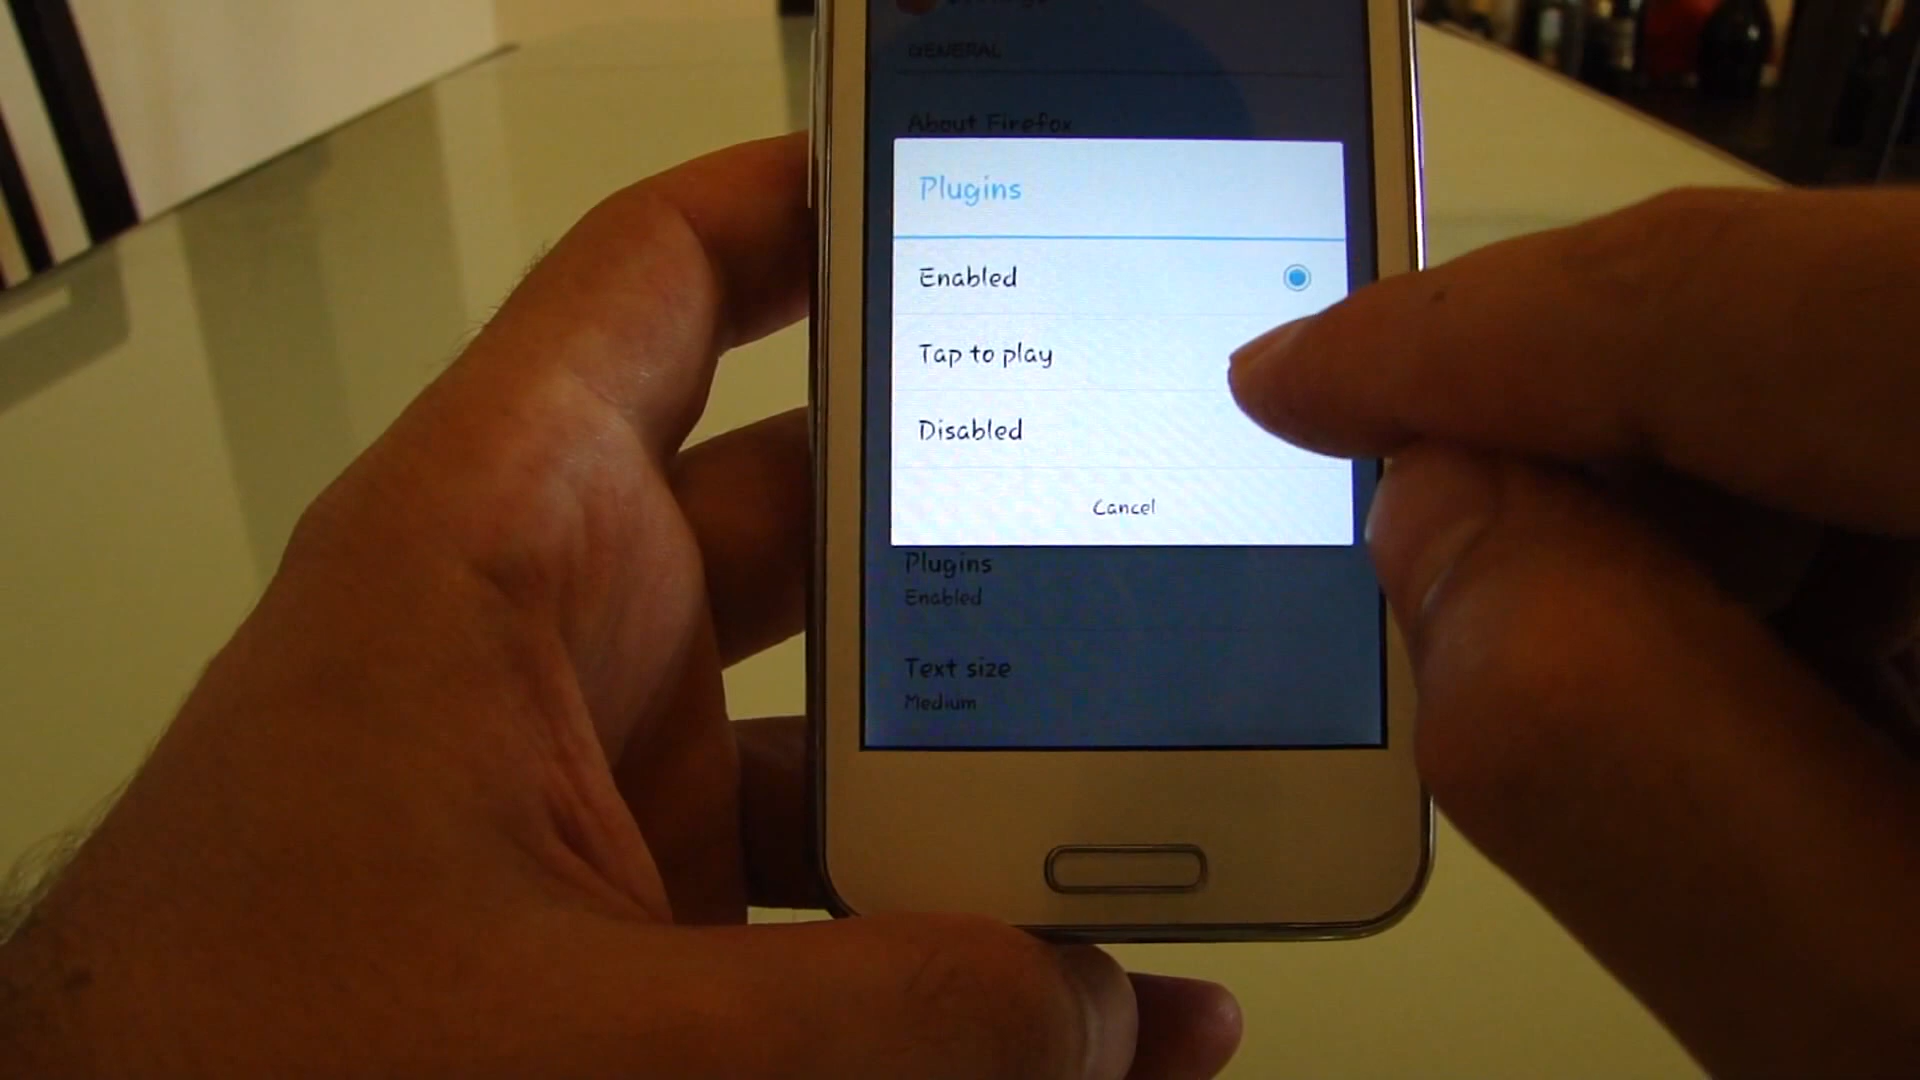 GENERAL
About Firefox
Plugins
Enabled
Tap to play
Disabled
Cancel
Plugins
Enabled
Text size
Medium